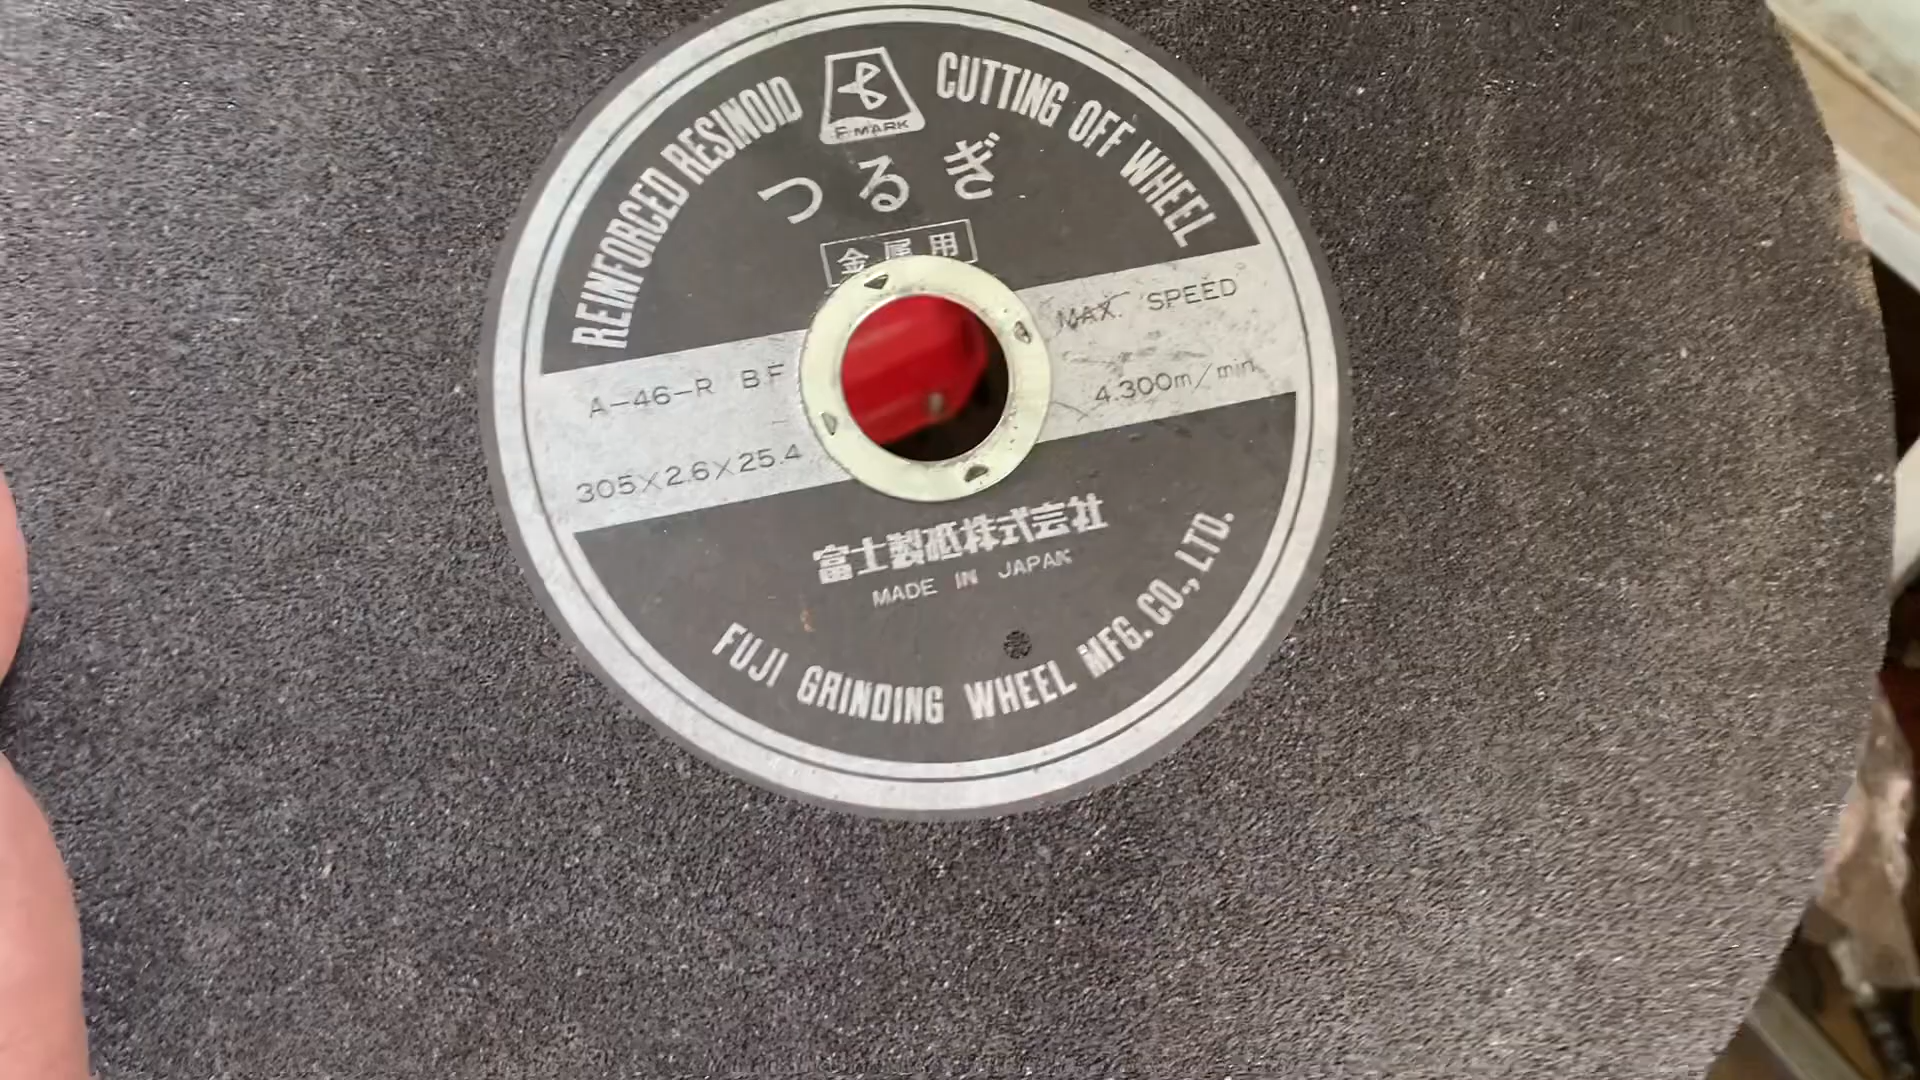 REINFORCED RESINOID
F-MARK
CUTTING OFF WHEEL
つるぎ
金属用
A-46-R BF
305×2.6×25.4
MAX. SPEED
4.300m/min
富士製砥株式会社
MADE IN JAPAN
FUJI GRINDING WHEEL MFG. CO., LTD.